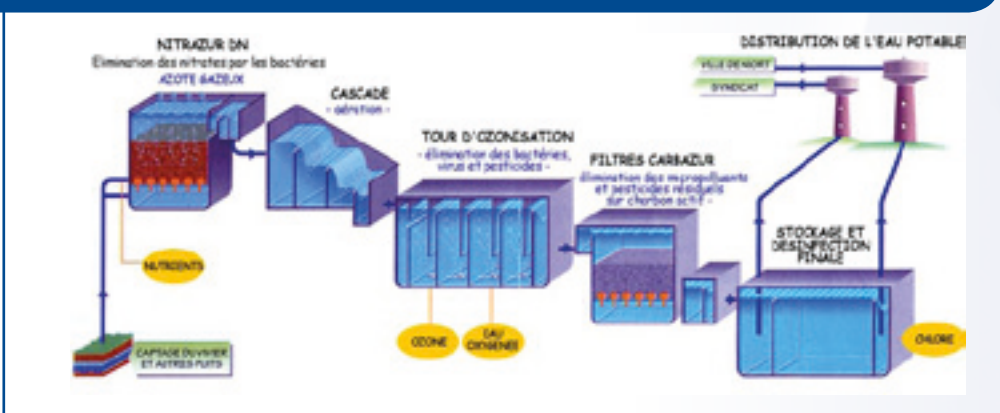 NITRAZUR DN
Elimination des nitrates par les bactéries
AZOTE GAZEUX
CASCADE
- aération -
TOUR D'OZONISATION
- élimination des bactéries,
virus et pesticides -
FILTRES CARBAZUR
élimination des micropolluants
et pesticides résiduels
sur charbon actif -
DISTRIBUTION DE L'EAU POTABLE
VILLE DE NIORT
SYNDICAT
STOCKAGE ET
DESINFECTION
FINALE
NUTRIENTS
OZONE
EAU
OXYGENEE
CHLORE
CAPTAGE DU VIVIER
ET AUTRES PUITS